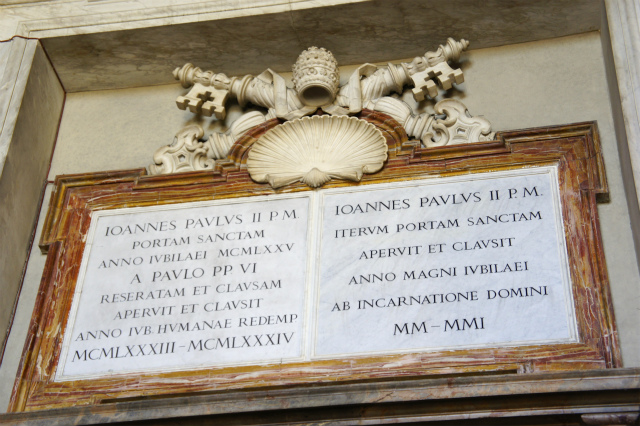 IOANNES PAVLVS II P.M
PORTAM SANCTAM
ANNO IVBILAEI MCMLXXV
A PAVLO PP VI
RESERATAM ET CLAVSAM
APERVIT ET CLAVSIT
ANNO IVB. HVMANAE REDEMP
MCMLXXXIII – MCMLXXXIV
IOANNES PAVLVS II P.M.
ITERVM PORTAM SANCTAM
APERVIT ET CLAVSIT
ANNO MAGNI IVBILAEI
AB INCARNATIONE DOMINI
MM – MMI